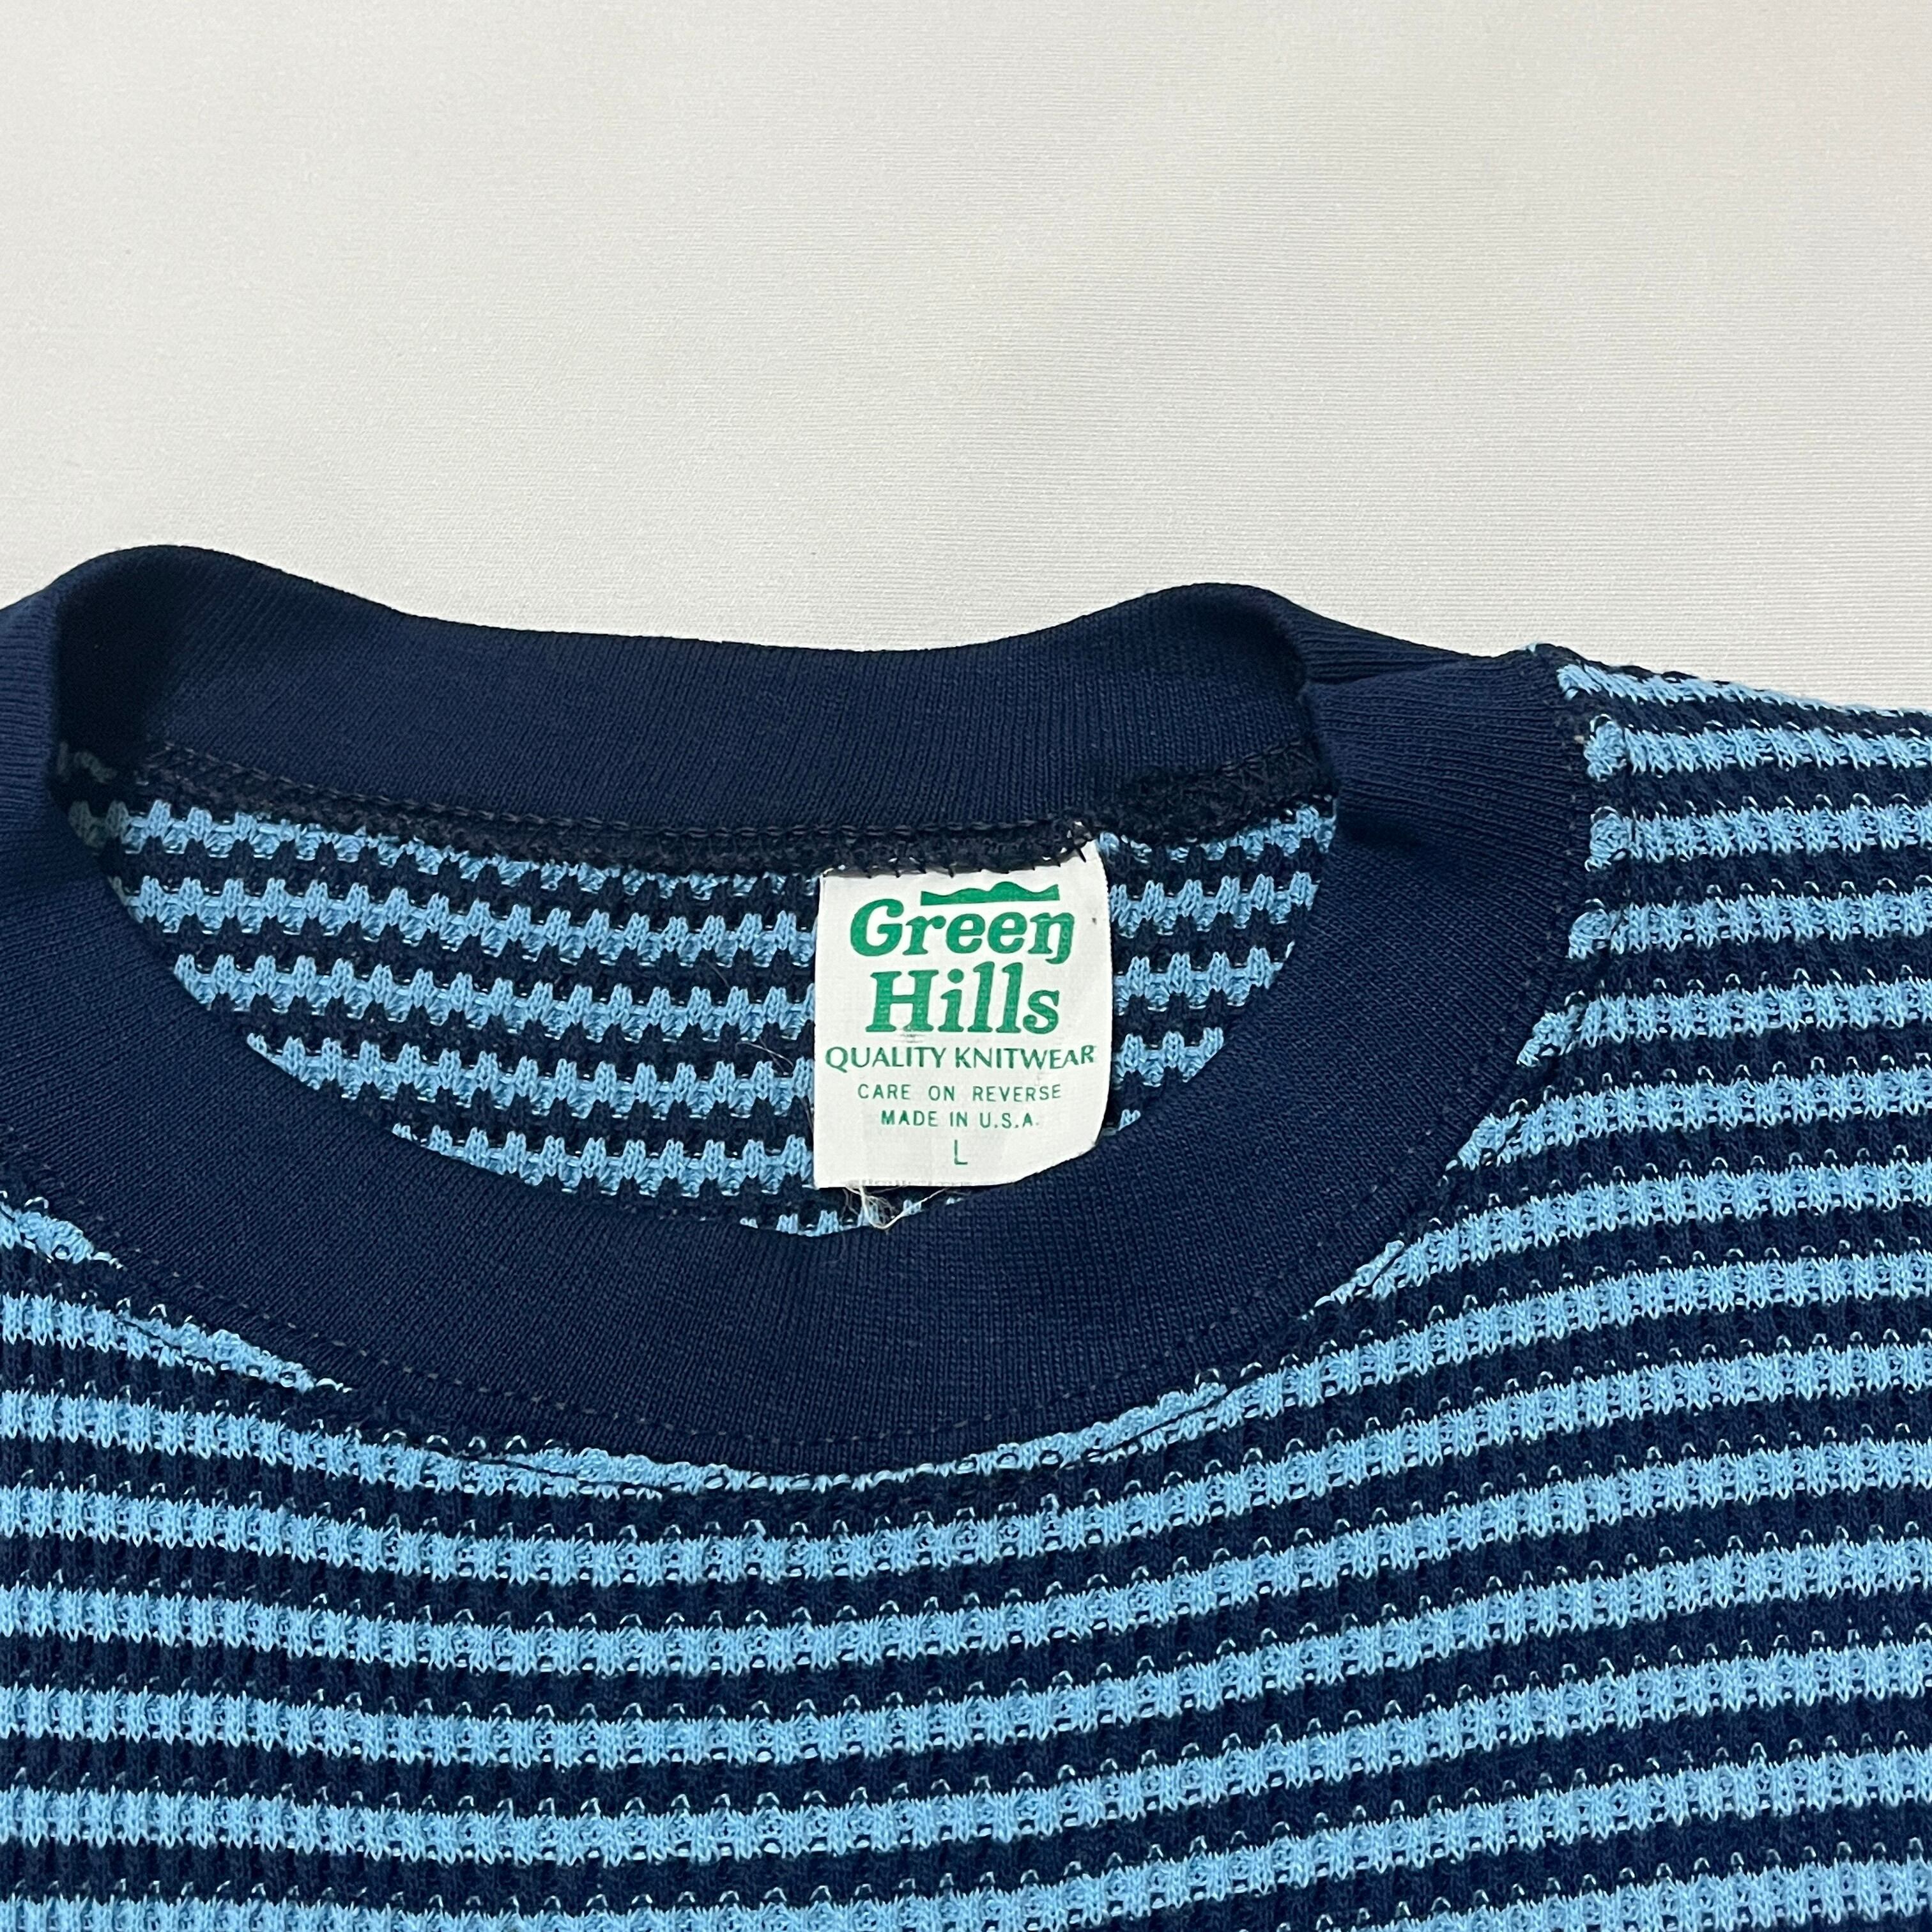 Green
Hills
QUALITY KNITWEAR
CARE ON REVERSE
MADE IN U.S.A.
L